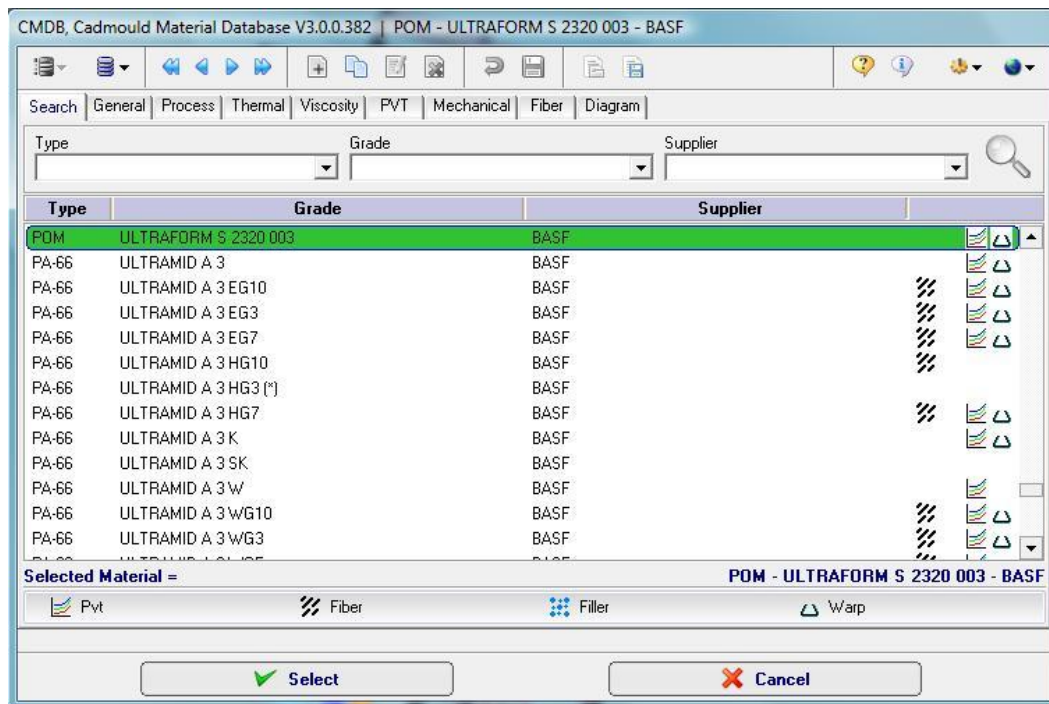 CMDB, Cadmould Material Database V3.0.0.382 | POM - ULTRAFORM S 2320 003 - BASF
Search General Process Thermal Viscosity PVT Mechanical Fiber Diagram
Type Grade Supplier
Type Grade Supplier
POM ULTRAFORM S 2320 003 BASF
PA-66 ULTRAMID A 3 BASF
PA-66 ULTRAMID A 3 EG10 BASF
PA-66 ULTRAMID A 3 EG3 BASF
PA-66 ULTRAMID A 3 EG7 BASF
PA-66 ULTRAMID A 3 HG10 BASF
PA-66 ULTRAMID A 3 HG3 (*) BASF
PA-66 ULTRAMID A 3 HG7 BASF
PA-66 ULTRAMID A 3 K BASF
PA-66 ULTRAMID A 3 SK BASF
PA-66 ULTRAMID A 3 W BASF
PA-66 ULTRAMID A 3 WG10 BASF
PA-66 ULTRAMID A 3 WG3 BASF
Selected Material = POM - ULTRAFORM S 2320 003 - BASF
Pvt Fiber Filler Warp
Select Cancel